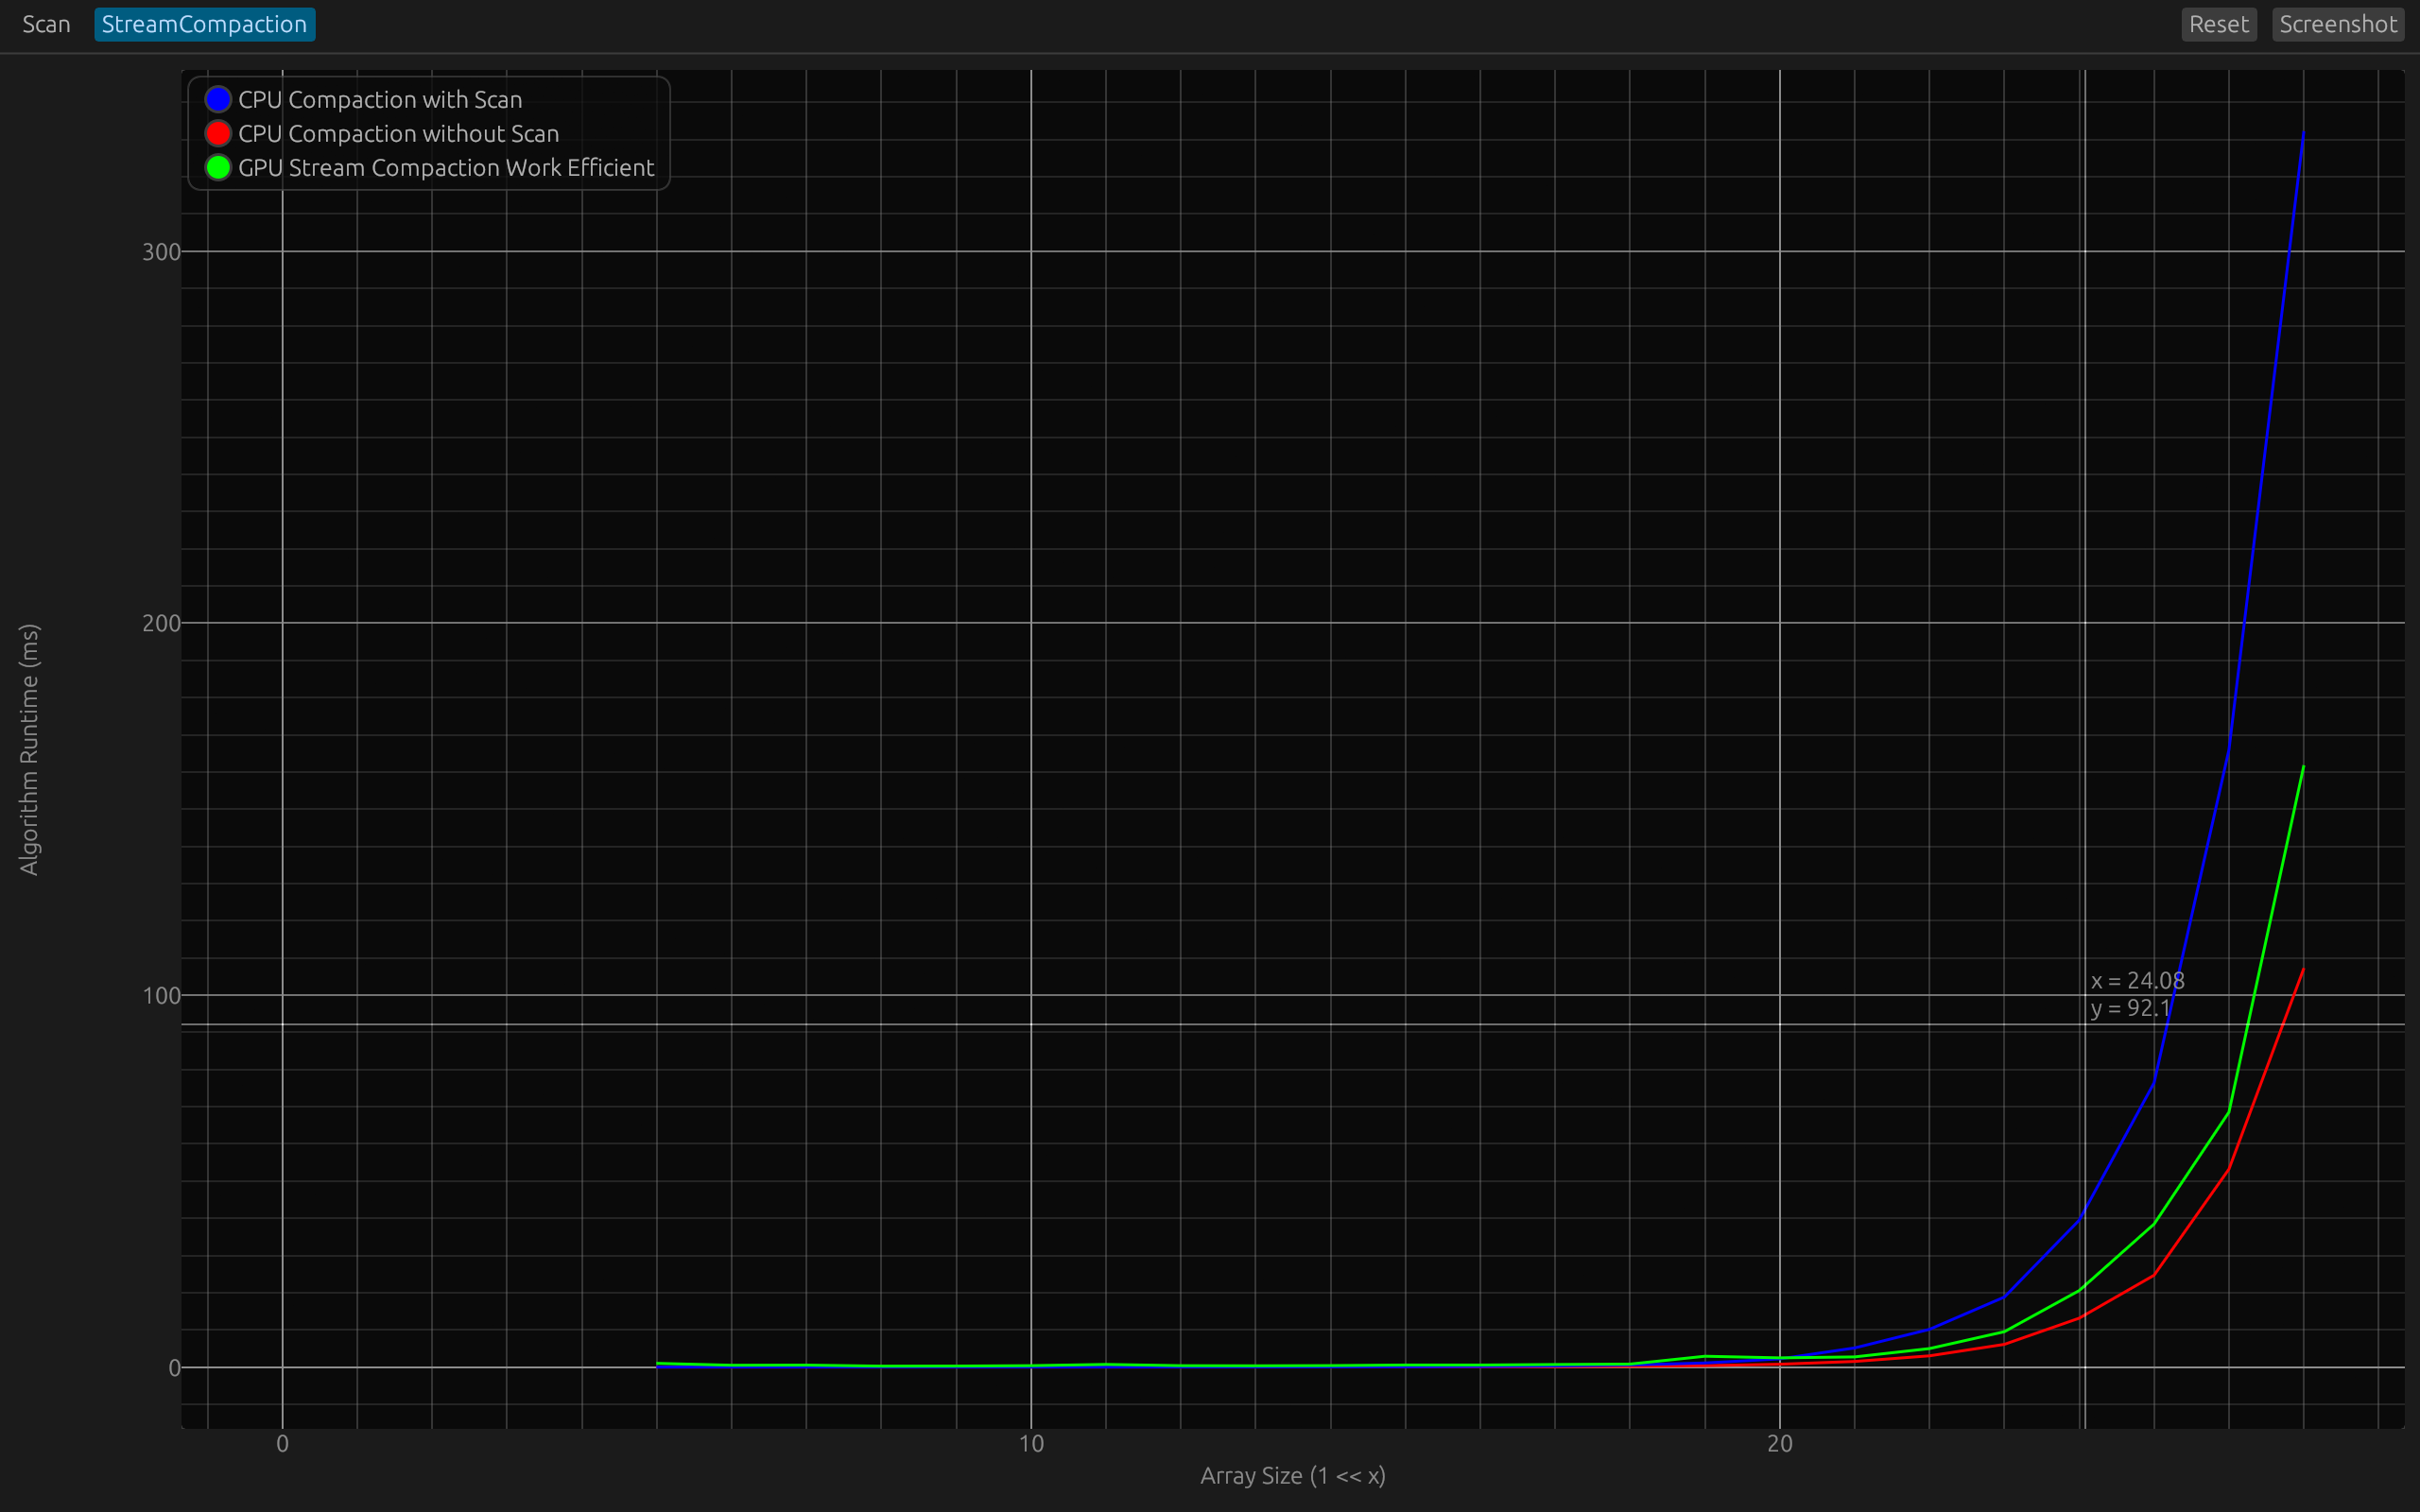 Scan StreamCompaction Reset Screenshot
CPU Compaction with Scan
CPU Compaction without Scan
GPU Stream Compaction Work Efficient
300
200
100
0
Algorithm Runtime (ms)
x = 24.08
y = 92.1
0 10 20
Array Size (1 << x)